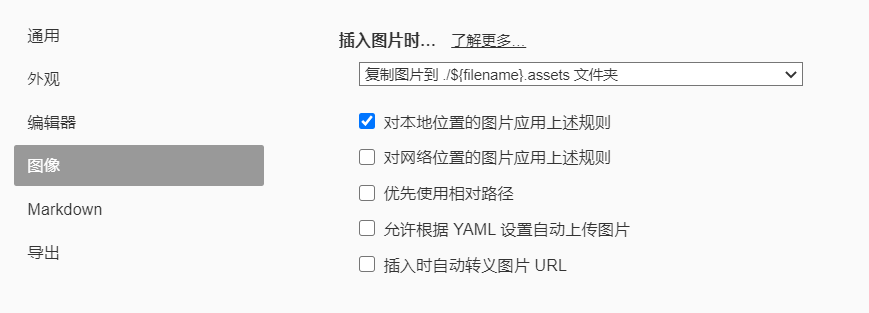 通用
外观
编辑器
图像
Markdown
导出
插入图片时... 了解更多...
复制图片到 ./${filename}.assets 文件夹
对本地位置的图片应用上述规则
对网络位置的图片应用上述规则
优先使用相对路径
允许根据 YAML 设置自动上传图片
插入时自动转义图片 URL